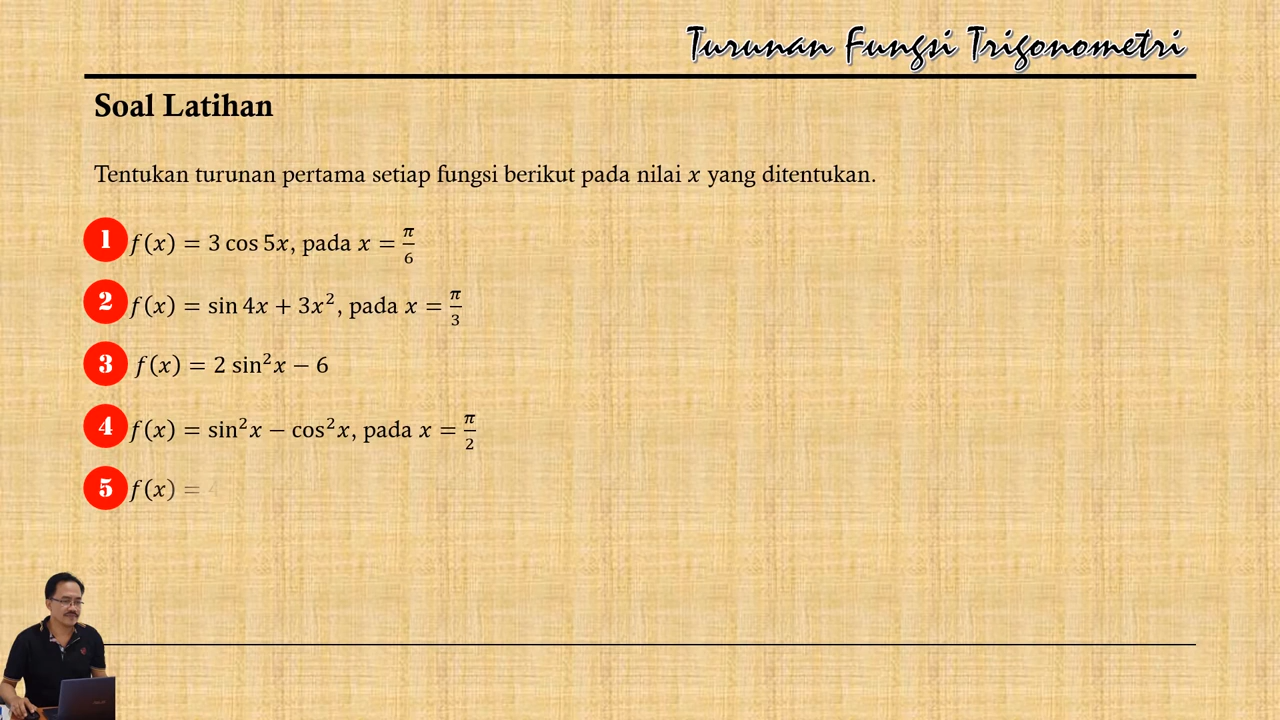 Turunan Fungsi Trigonometri
Soal Latihan
Tentukan turunan pertama setiap fungsi berikut pada nilai x yang ditentukan.
1 f(x) = 3 cos 5x, pada x = π/6
2 f(x) = sin 4x + 3x², pada x = π/3
3 f(x) = 2 sin²x − 6
4 f(x) = sin²x − cos²x, pada x = π/2
5 f(x) =